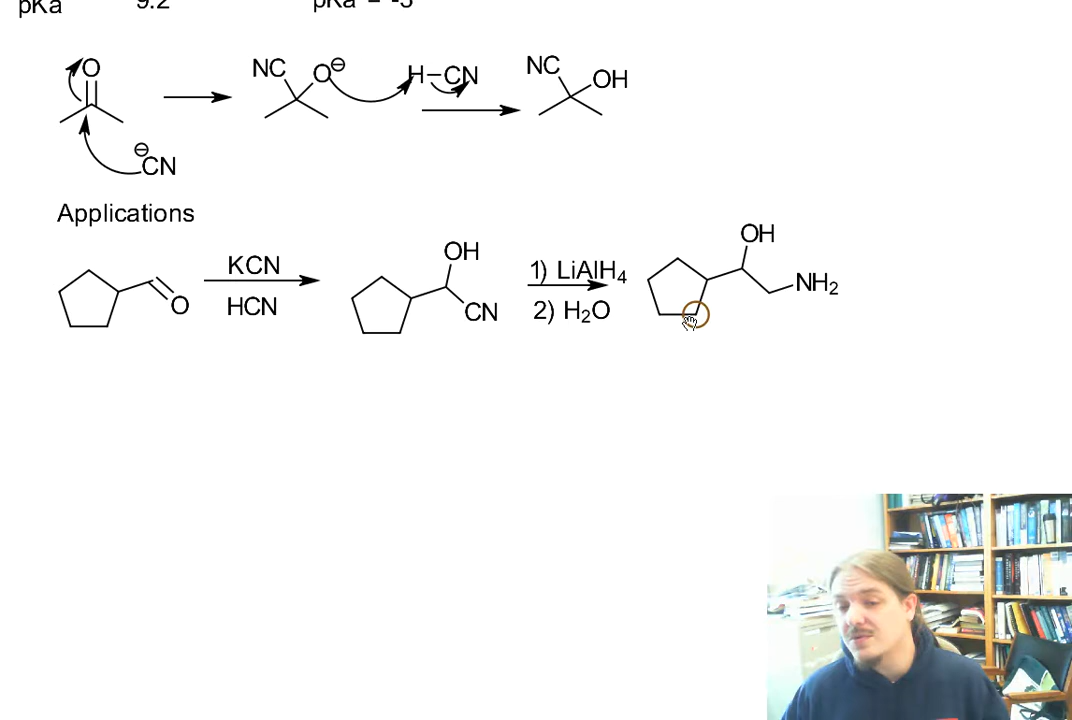 pKa 9.2 pKa = -5
O NC O⊖ H–CN NC OH
⊖CN
Applications
O KCN HCN OH CN 1) LiAlH4 2) H2O OH NH2